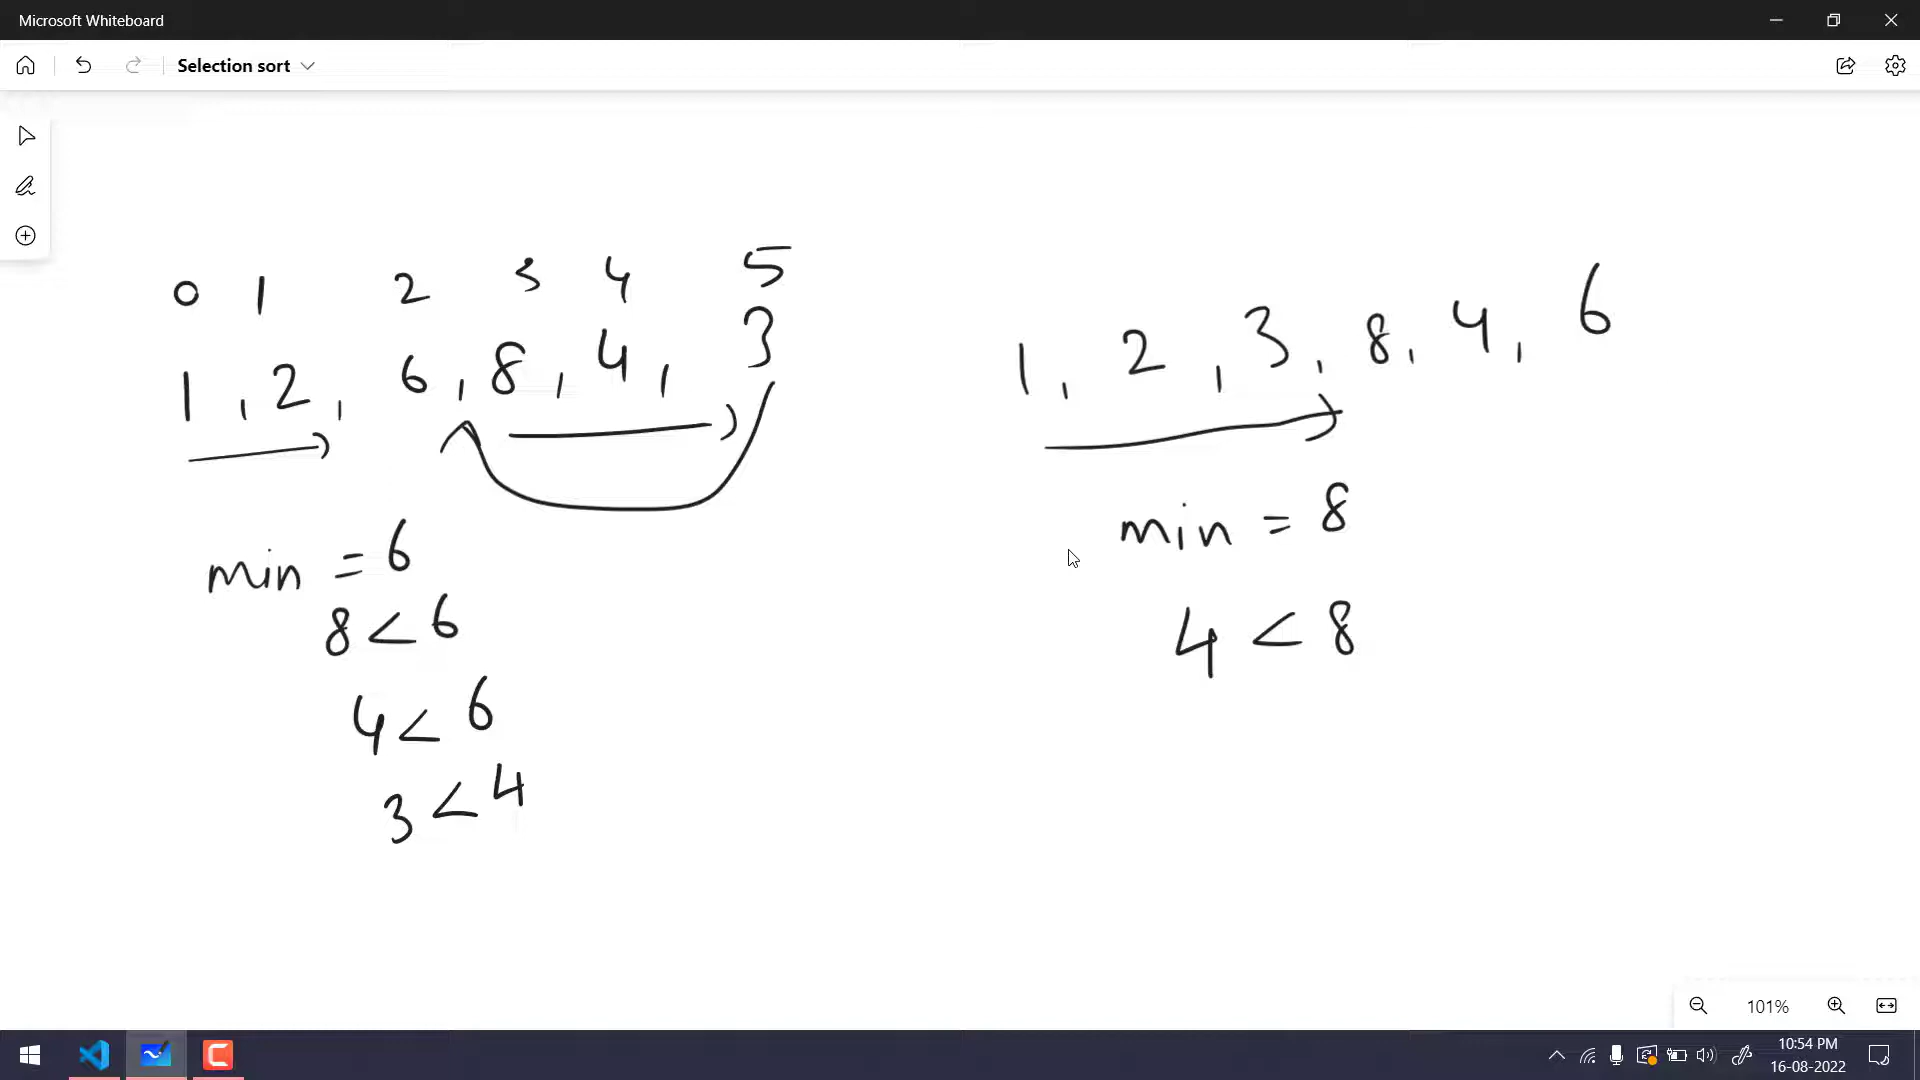 Microsoft Whiteboard
Selection sort
0 1 2 3 4 5
1 , 2 , 6 , 8 , 4 , 3
min = 6
8 < 6
4 < 6
3 < 4
1 , 2 , 3 , 8 , 4 , 6
min = 8
4 < 8
101%
10:54 PM
16-08-2022